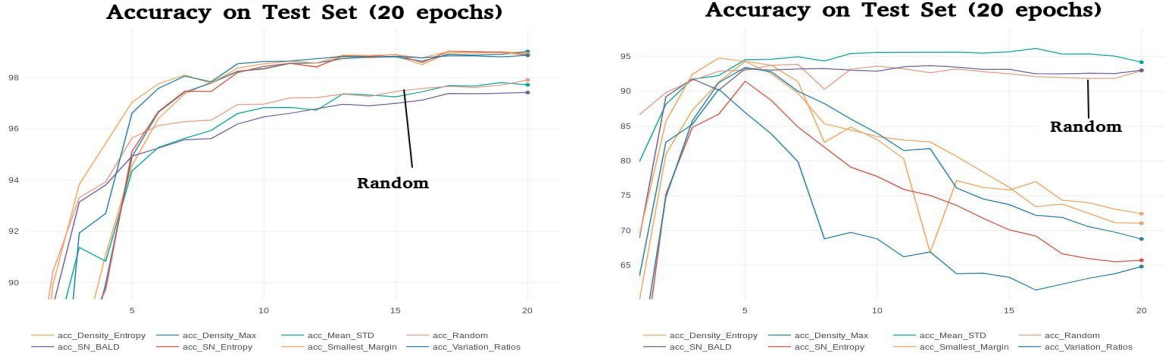 Accuracy on Test Set (20 epochs)
98
96
94
92
90
Random
5
10
15
20
acc_Density_Entropy acc_Density_Max acc_Mean_STD acc_Random
acc_SN_BALD acc_SN_Entropy acc_Smallest_Margin acc_Variation_Ratios
Accuracy on Test Set (20 epochs)
95
90
85
80
75
70
65
Random
5
10
15
20
acc_Density_Entropy acc_Density_Max acc_Mean_STD acc_Random
acc_SN_BALD acc_SN_Entropy acc_Smallest_Margin acc_Variation_Ratios